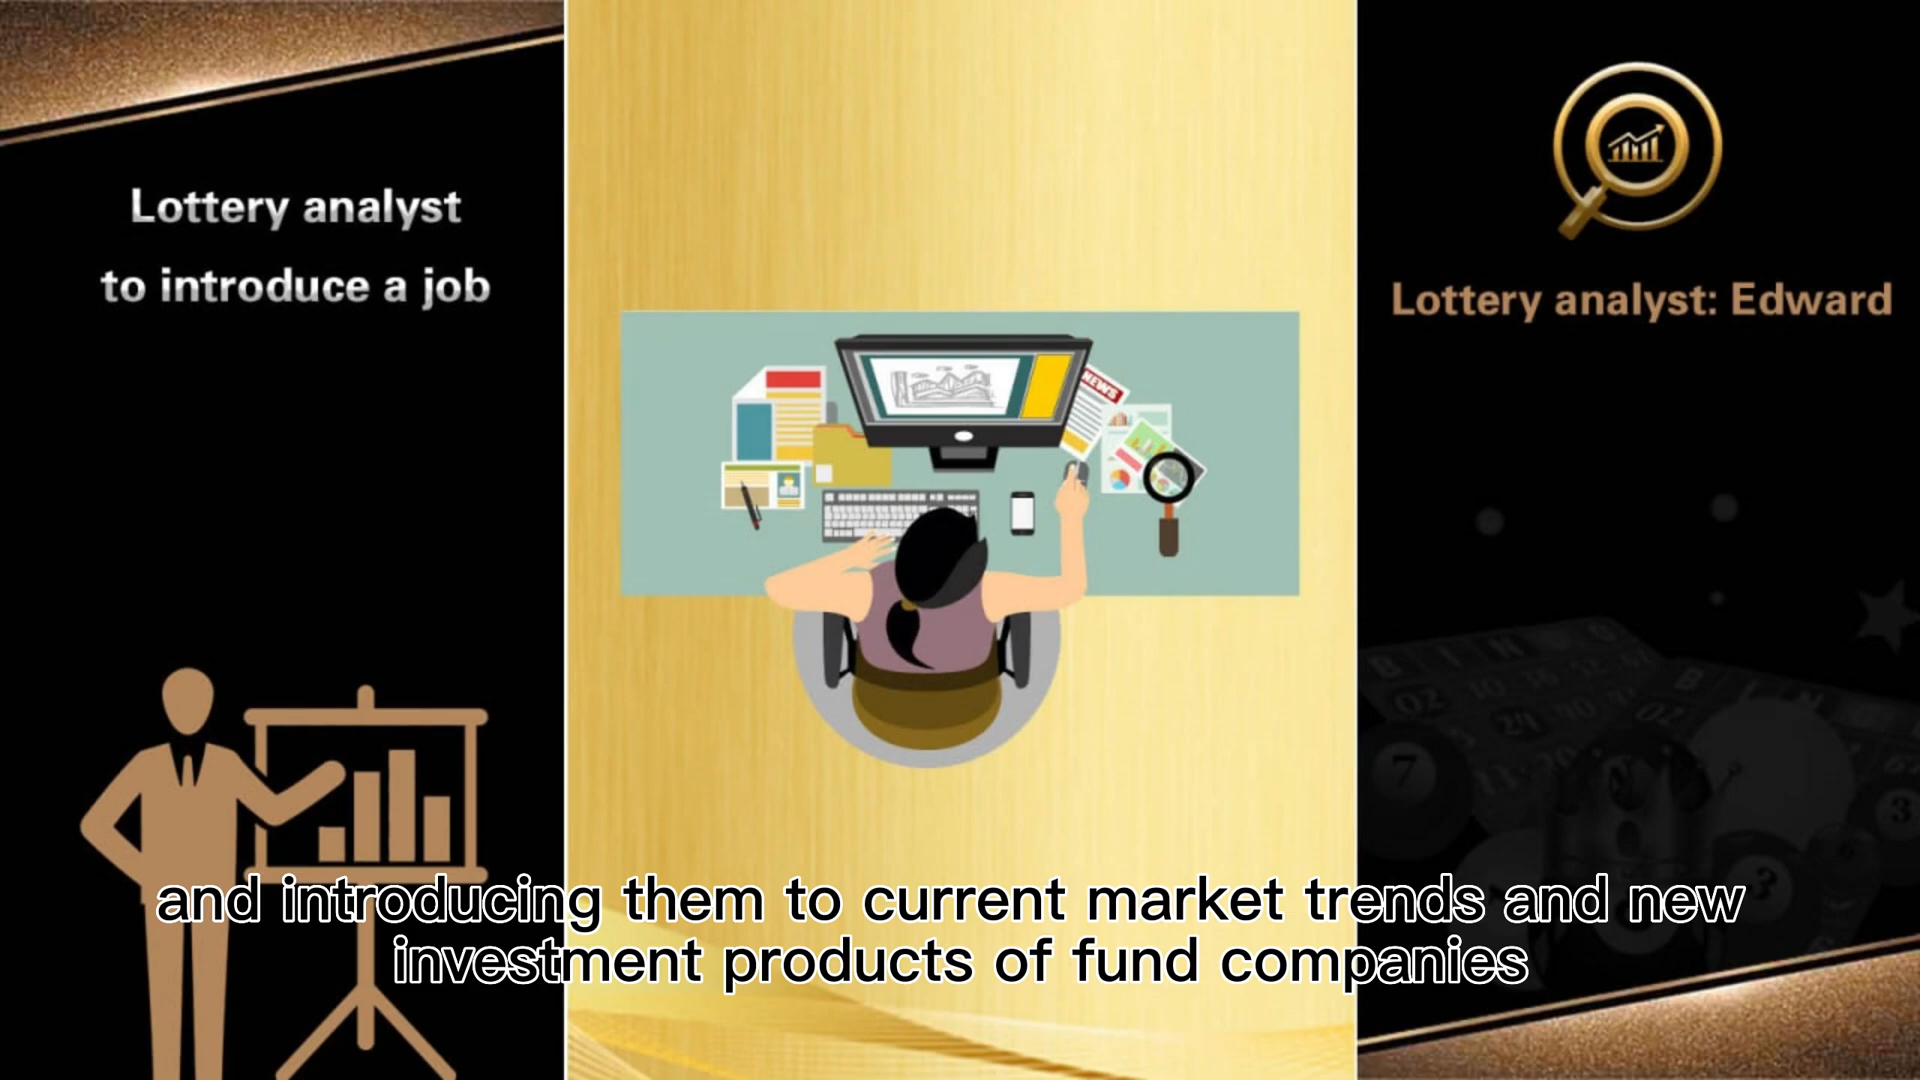 Lottery analyst
to introduce a job
Lottery analyst: Edward
NEWS
and introducing them to current market trends and new
investment products of fund companies